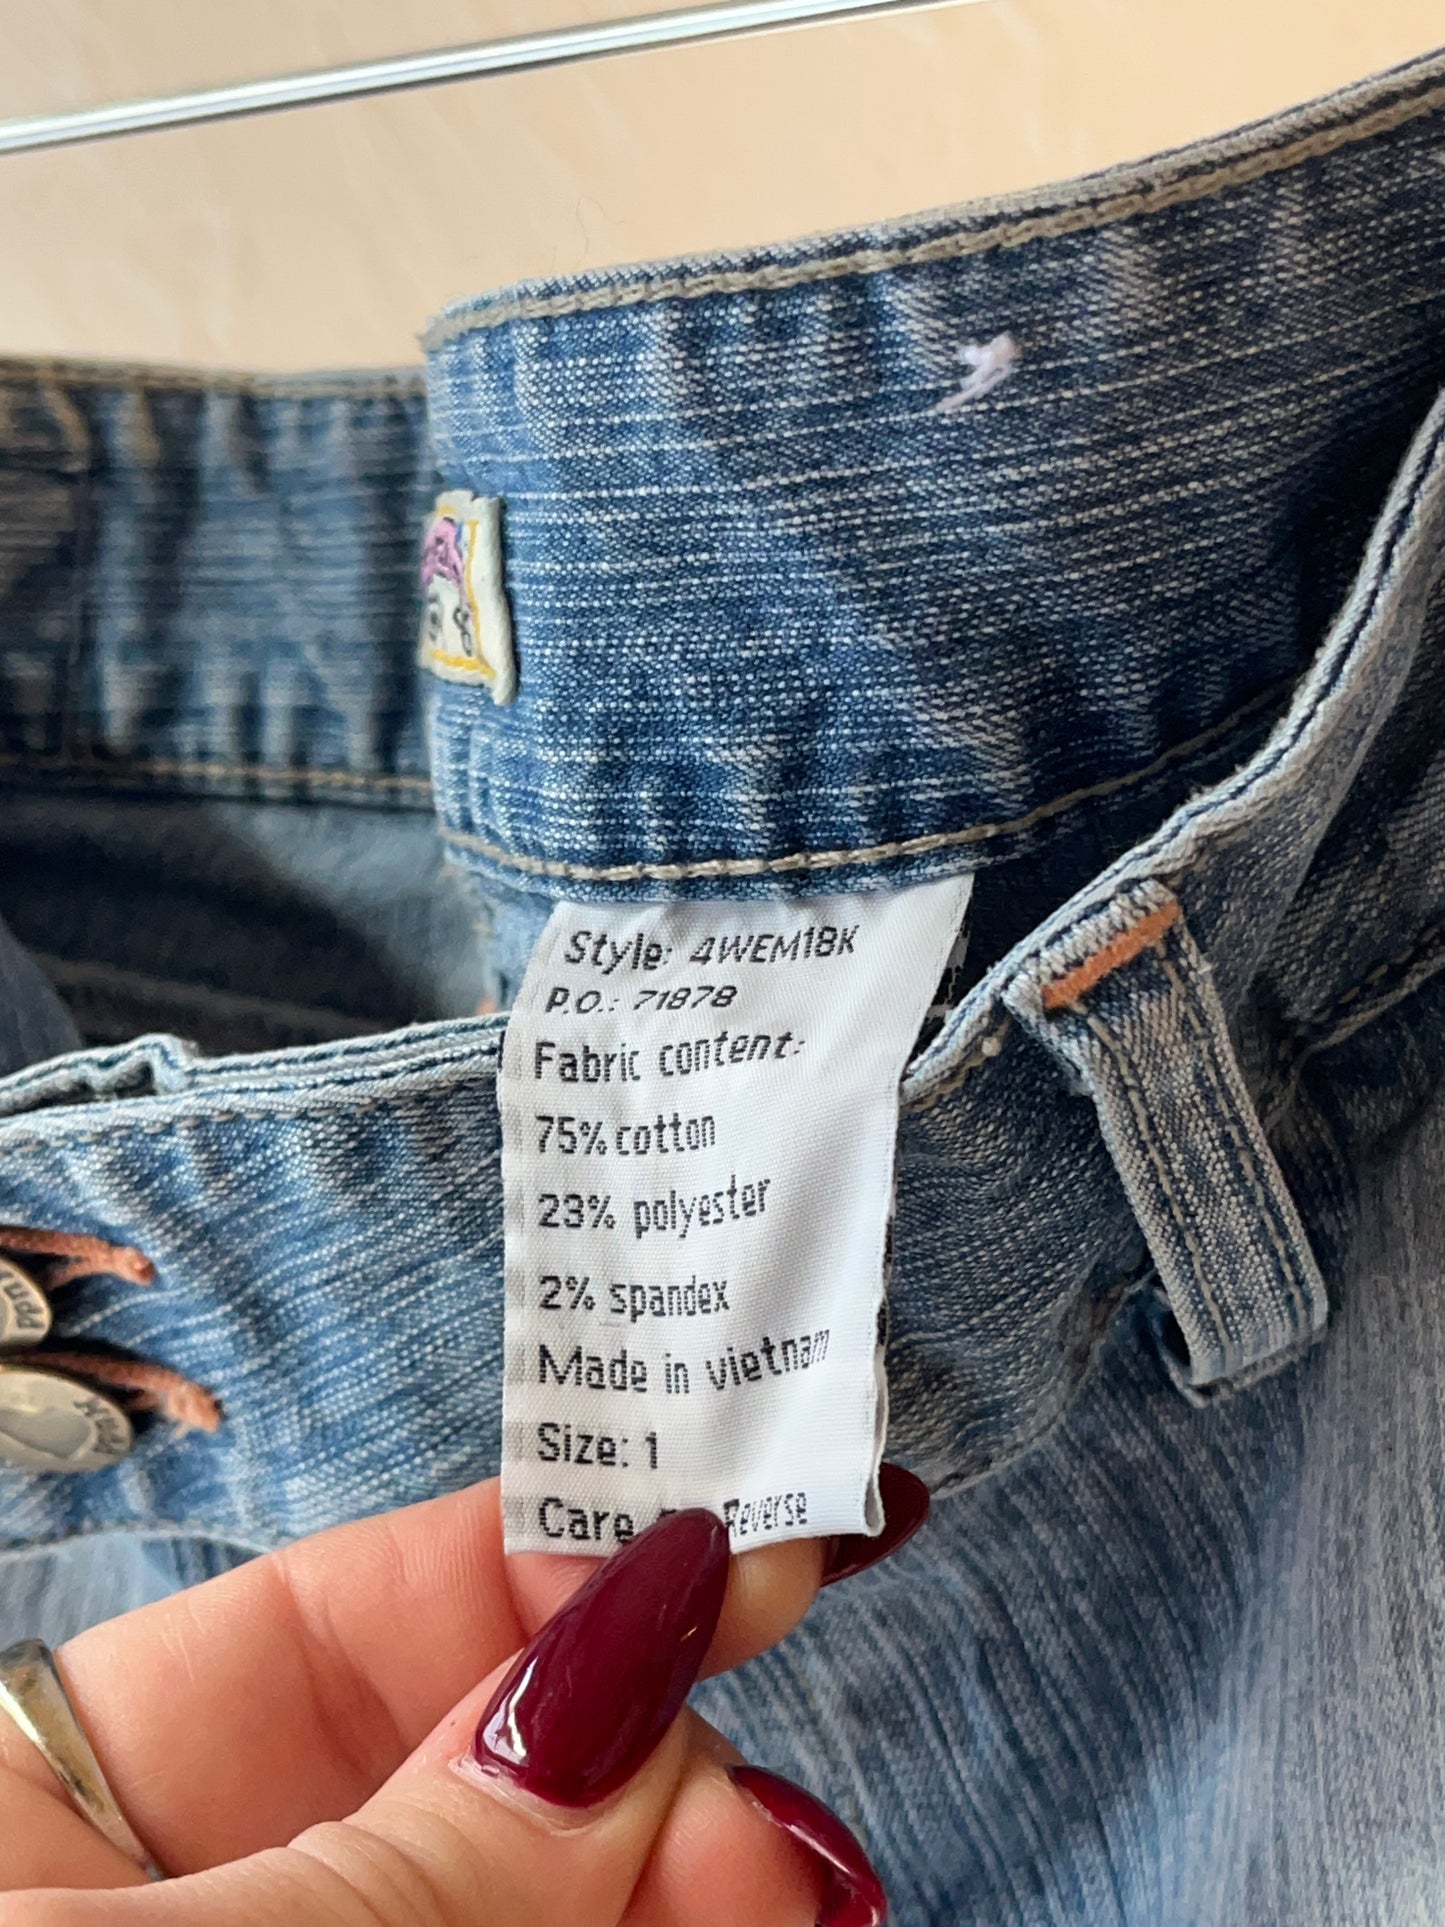 Style: 4WEM18K
P.O.: 71878
Fabric content:
75% cotton
23% polyester
2% spandex
Made in vietnam
Size: 1
Care Reverse